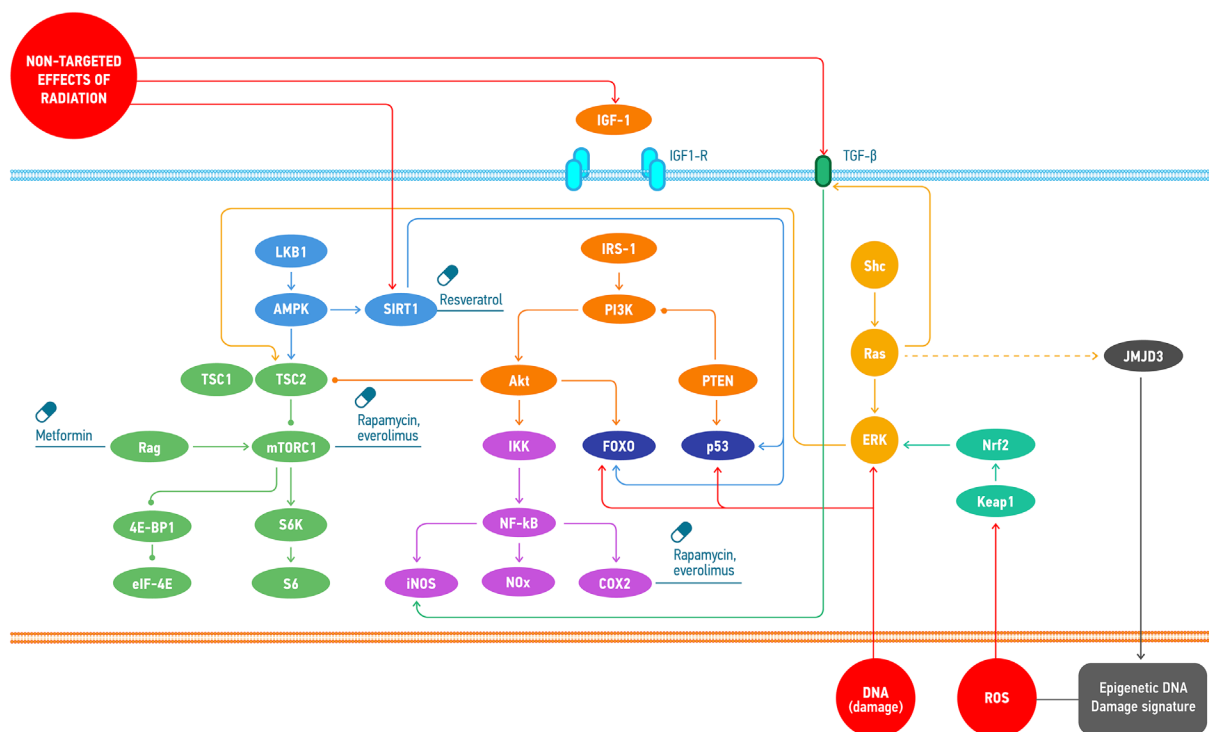 NON-TARGETED
EFFECTS OF
RADIATION
IGF-1
IGF1-R
TGF-β
LKB1
IRS-1
Shc
AMPK
SIRT1
Resveratrol
PI3K
Ras
JMJD3
TSC1
TSC2
Akt
PTEN
Metformin
Rag
mTORC1
Rapamycin,
everolimus
IKK
FOXO
p53
ERK
Nrf2
Keap1
4E-BP1
S6K
NF-kB
eIF-4E
S6
iNOS
NOx
COX2
Rapamycin,
everolimus
DNA
(damage)
ROS
Epigenetic DNA
Damage signature